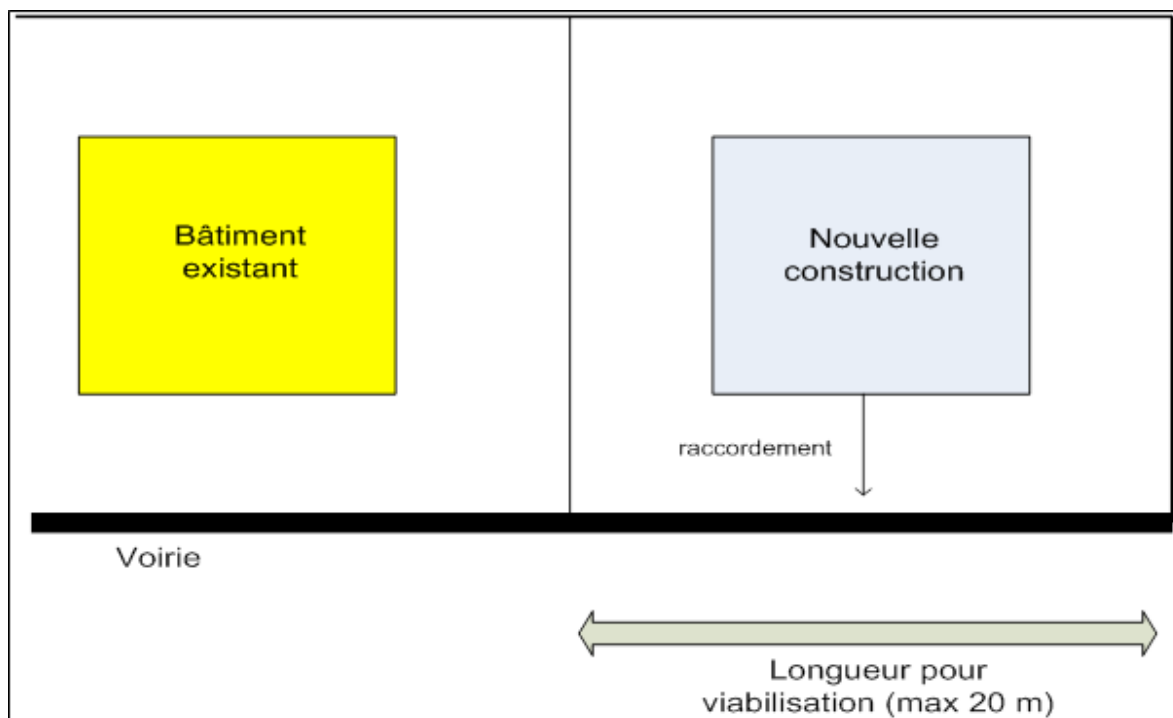 Bâtiment
existant
Nouvelle
construction
raccordement
Voirie
Longueur pour
viabilisation (max 20 m)